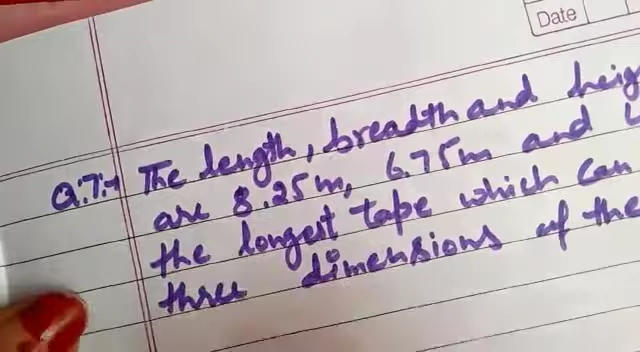 Date
Q.7.→ The length, breadth and heig
are 8.25m, 6.75m and
the longest tape which can
three dimensions of the